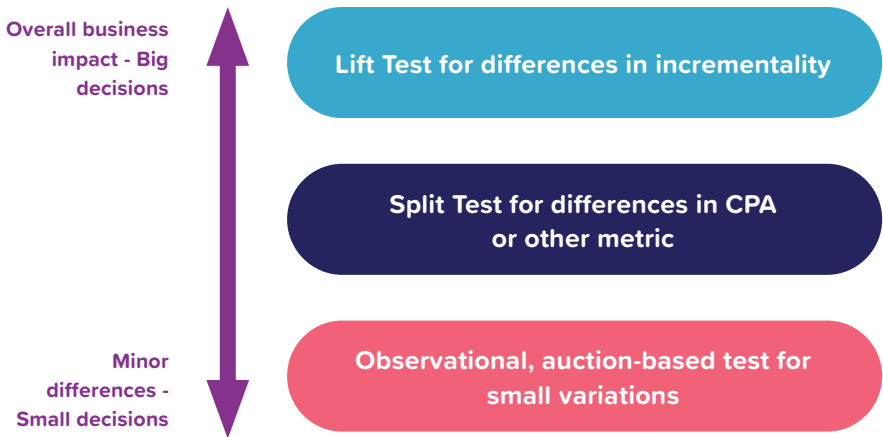 Overall business
impact - Big
decisions
Lift Test for differences in incrementality
Split Test for differences in CPA
or other metric
Minor
differences -
Small decisions
Observational, auction-based test for
small variations